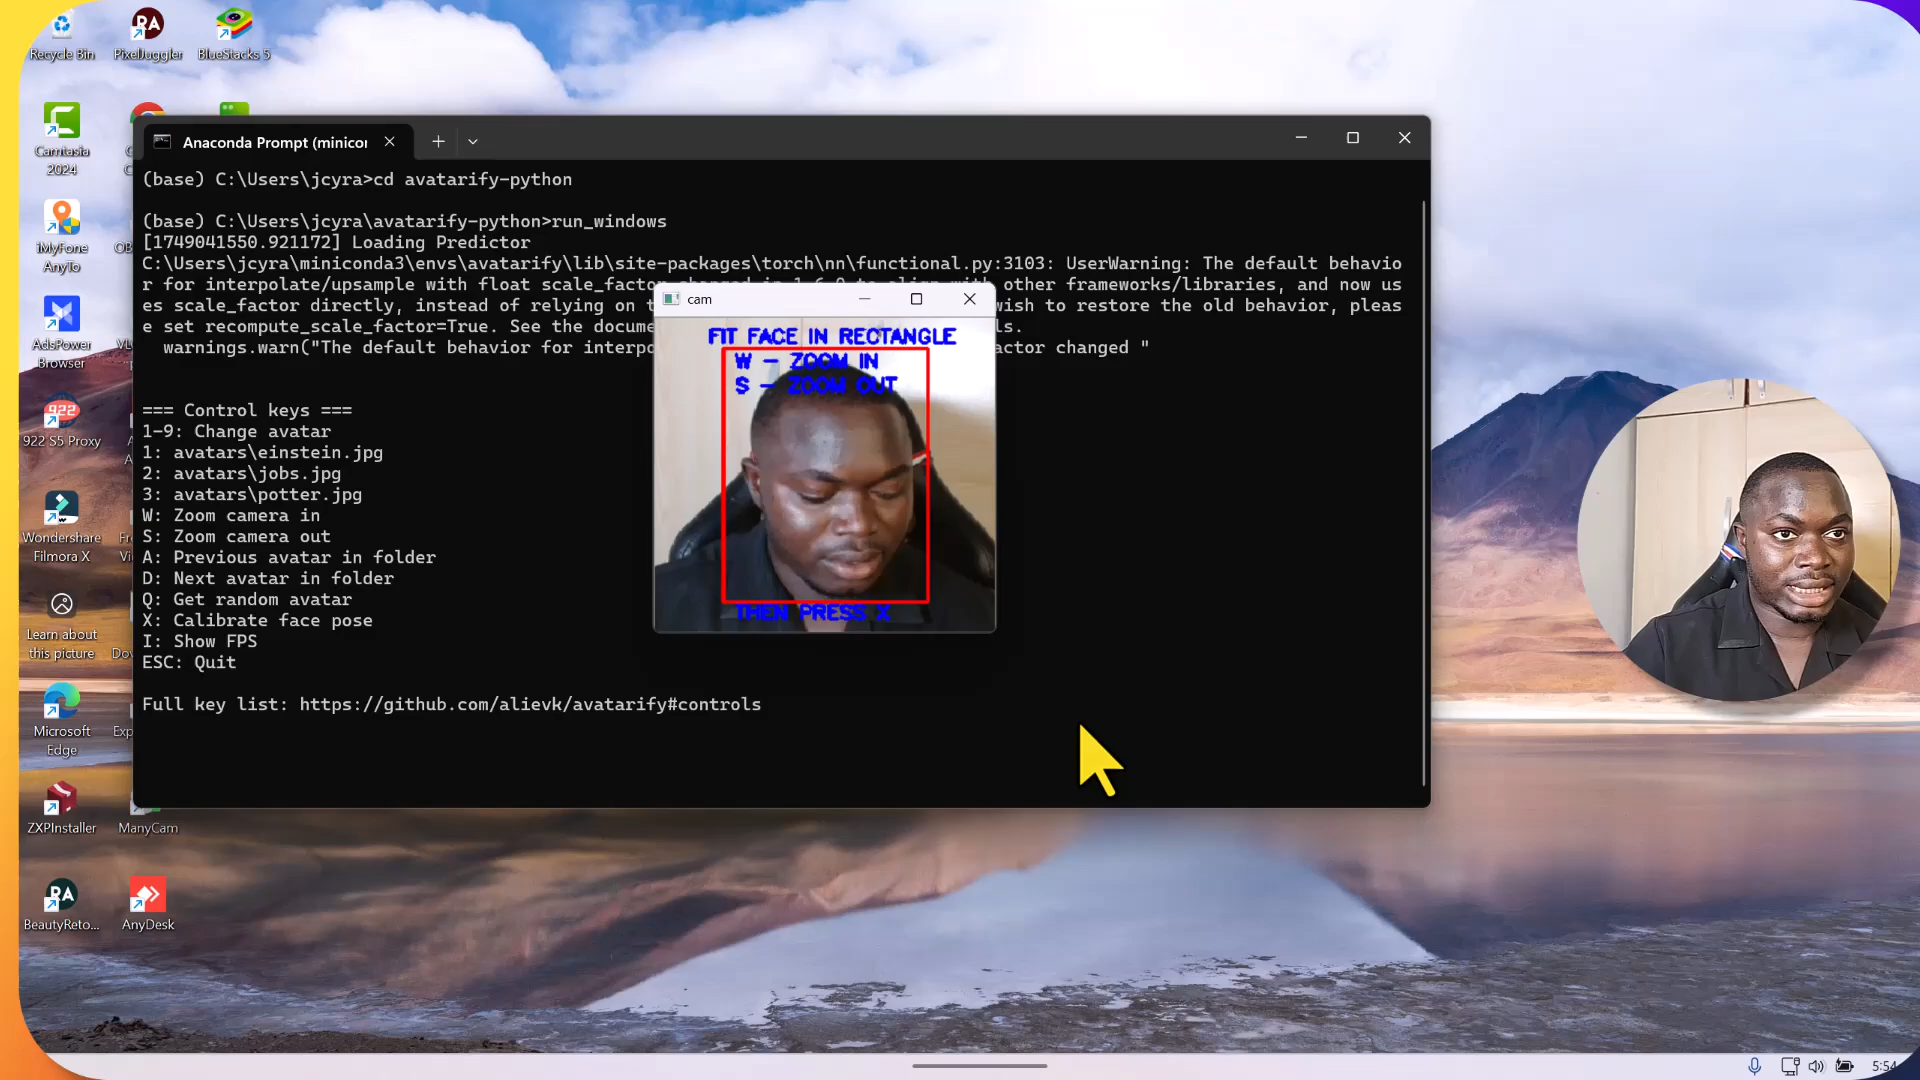 Recycle Bin
PixelJuggler
BlueStacks 5
Camtasia
2024
iMyFone
AnyTo
AdsPower
Browser
922 S5 Proxy
Wondershare
Filmora X
Learn about
this picture
Microsoft
Edge
ZXPInstaller
ManyCam
BeautyReto...
AnyDesk
Anaconda Prompt (minicon
(base) C:\Users\jcyra>cd avatarify-python
(base) C:\Users\jcyra\avatarify-python>run_windows
[1749041550.921172] Loading Predictor
C:\Users\jcyra\miniconda3\envs\avatarify\lib\site-packages\torch\nn\functional.py:3103: UserWarning: The default behavio
r for interpolate/upsample with float scale_facto other frameworks/libraries, and now us
es scale_factor directly, instead of relying on wish to restore the old behavior, pleas
e set recompute_scale_factor=True. See the docume ls.
warnings.warn("The default behavior for interpo actor changed "
=== Control keys ===
1-9: Change avatar
1: avatars\einstein.jpg
2: avatars\jobs.jpg
3: avatars\potter.jpg
W: Zoom camera in
S: Zoom camera out
A: Previous avatar in folder
D: Next avatar in folder
Q: Get random avatar
X: Calibrate face pose
I: Show FPS
ESC: Quit
Full key list: https://github.com/alievk/avatarify#controls
cam
FIT FACE IN RECTANGLE
W - ZOOM IN
S - ZOOM OUT
THEN PRESS X
5:54